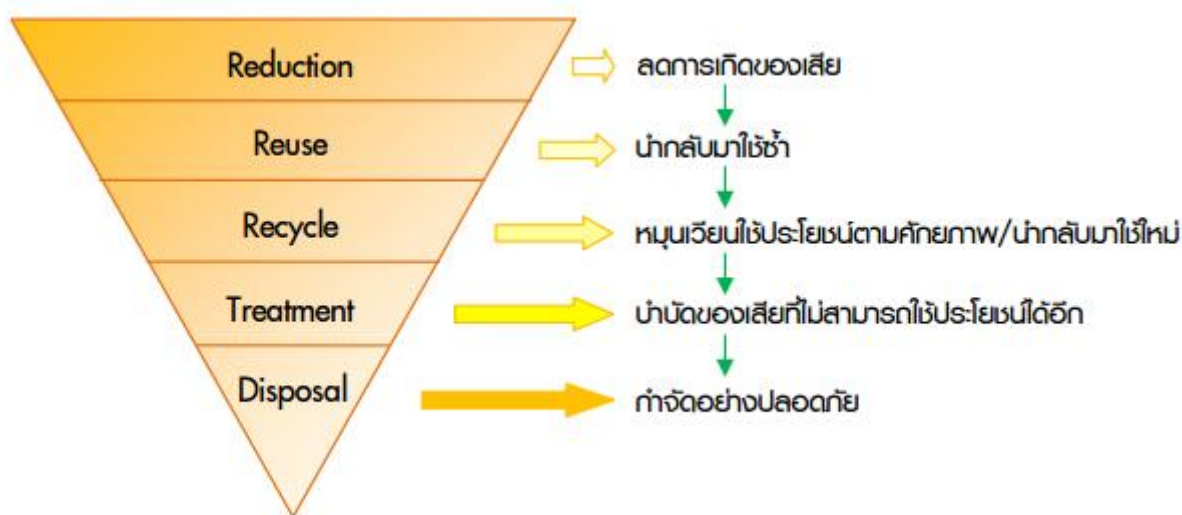 Reduction
ลดการเกิดของเสีย
Reuse
นำกลับมาใช้ซ้ำ
Recycle
หมุนเวียนใช้ประโยชน์ตามศักยภาพ/นำกลับมาใช้ใหม่
Treatment
บำบัดของเสียที่ไม่สามารถใช้ประโยชน์ได้อีก
Disposal
กำจัดอย่างปลอดภัย